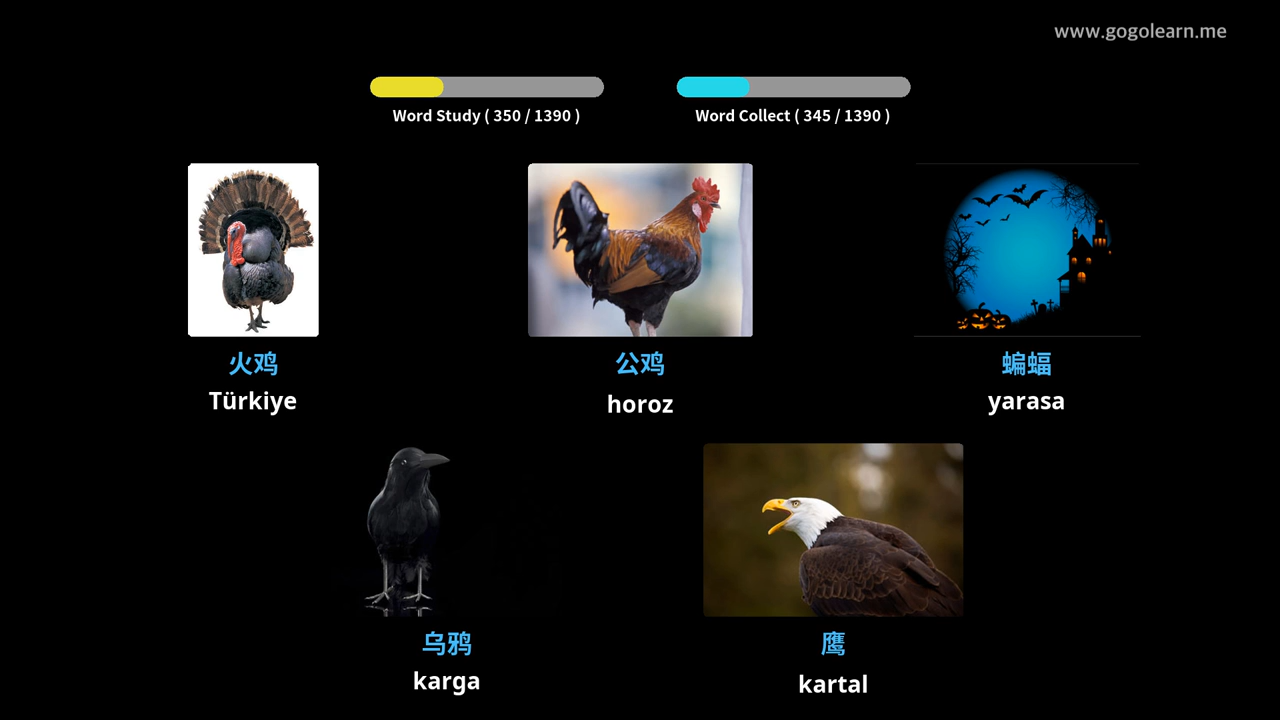 www.gogolearn.me
Word Study ( 350 / 1390 )
Word Collect ( 345 / 1390 )
火鸡
Türkiye
公鸡
horoz
蝙蝠
yarasa
乌鸦
karga
鹰
kartal